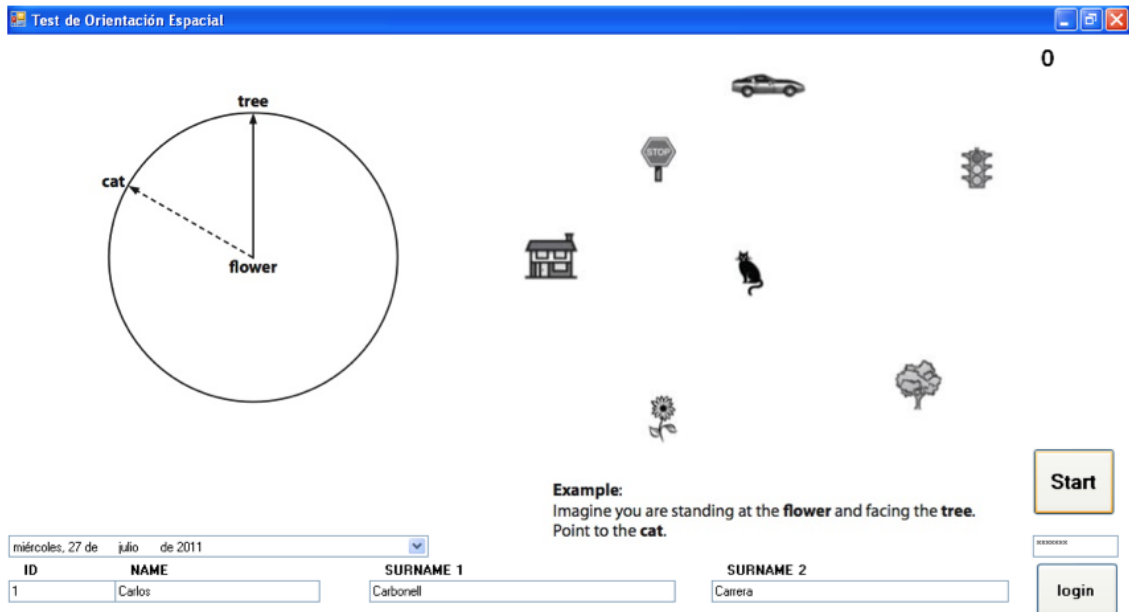 Test de Orientación Espacial
0
tree
cat
flower
STOP
Example:
Imagine you are standing at the flower and facing the tree.
Point to the cat.
Start
miércoles, 27 de julio de 2011
xxxxxxx
ID NAME SURNAME 1 SURNAME 2
1 Carlos Carbonell Carrera
login